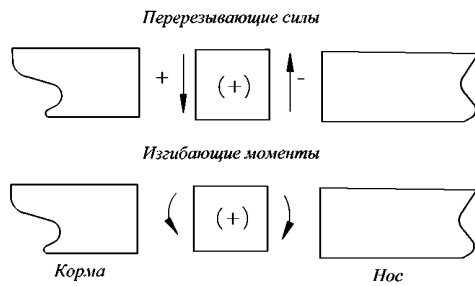 Перерезывающие силы
+ (+) -
Изгибающие моменты
(+)
Корма Нос